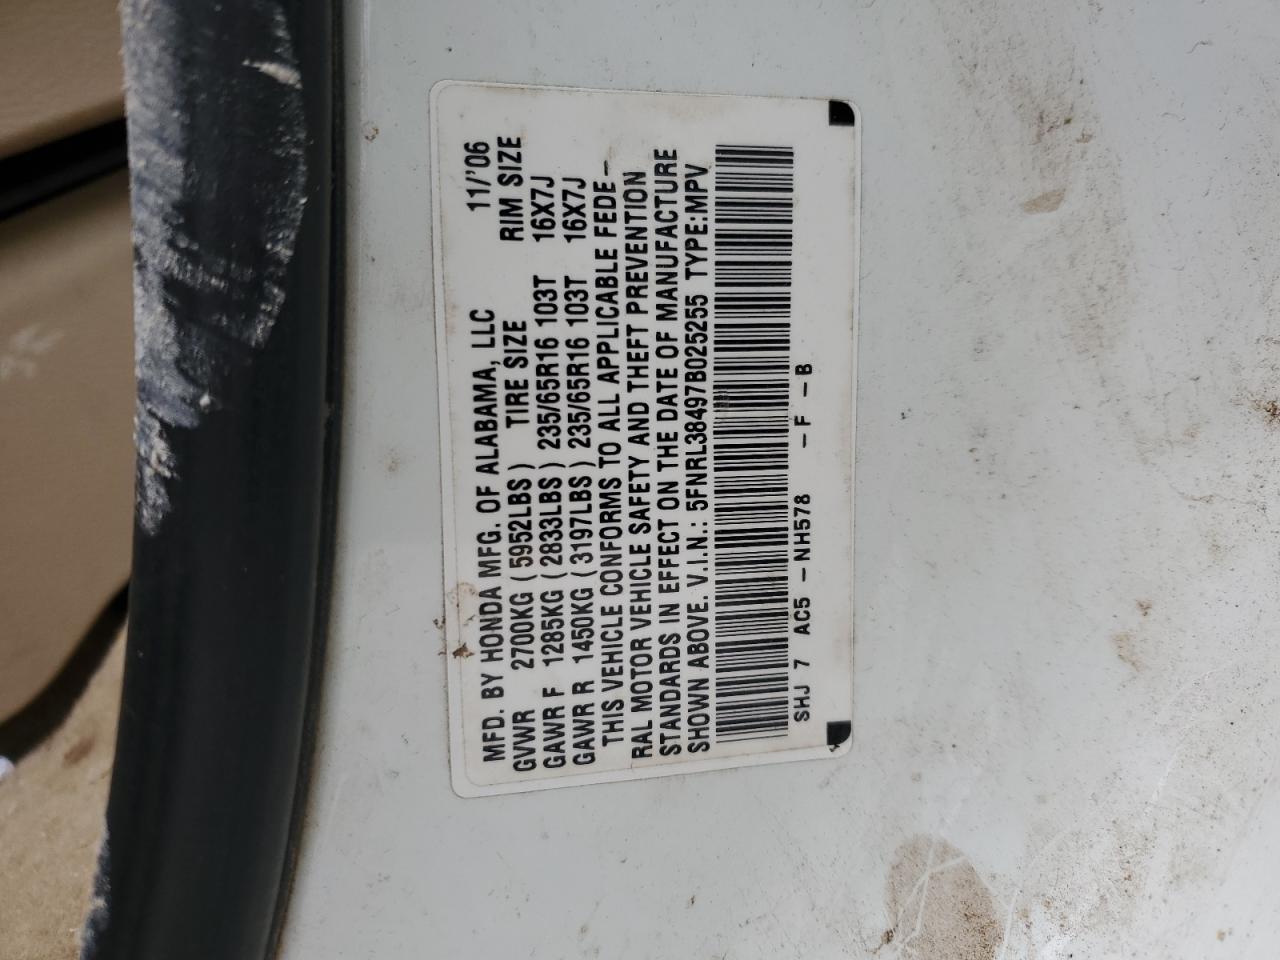 MFD. BY HONDA MFG. OF ALABAMA, LLC 11/'06
GVWR 2700KG (5952LBS) TIRE SIZE RIM SIZE
GAWR F 1285KG (2833LBS) 235/65R16 103T 16X7J
GAWR R 1450KG (3197LBS) 235/65R16 103T 16X7J
THIS VEHICLE CONFORMS TO ALL APPLICABLE FEDE-
RAL MOTOR VEHICLE SAFETY AND THEFT PREVENTION
STANDARDS IN EFFECT ON THE DATE OF MANUFACTURE
SHOWN ABOVE. V.I.N.: 5FNRL38497B025255 TYPE:MPV
SHJ 7 AC5 - NH578 - F - B